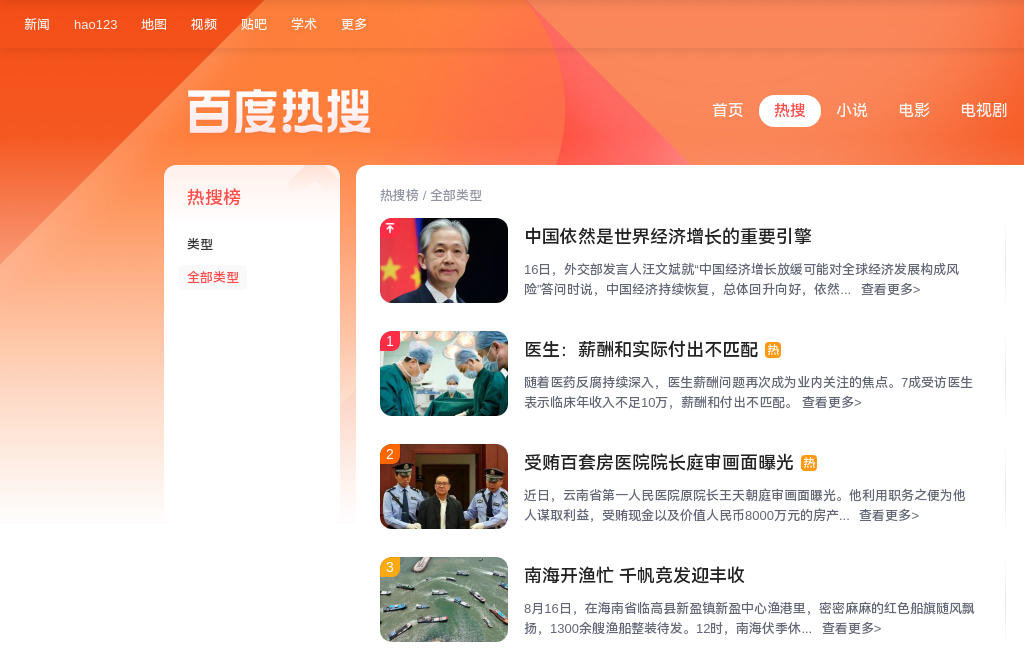 新闻 hao123 地图 视频 贴吧 学术 更多
百度热搜
首页 热搜 小说 电影 电视剧
热搜榜
类型
全部类型
热搜榜 / 全部类型
中国依然是世界经济增长的重要引擎
16日，外交部发言人汪文斌就“中国经济增长放缓可能对全球经济发展构成风
险”答问时说，中国经济持续恢复，总体回升向好，依然... 查看更多>
1
医生：薪酬和实际付出不匹配 热
随着医药反腐持续深入，医生薪酬问题再次成为业内关注的焦点。7成受访医生
表示临床年收入不足10万，薪酬和付出不匹配。 查看更多>
2
受贿百套房医院院长庭审画面曝光 热
近日，云南省第一人民医院原院长王天朝庭审画面曝光。他利用职务之便为他
人谋取利益，受贿现金以及价值人民币8000万元的房产... 查看更多>
3
南海开渔忙 千帆竞发迎丰收
8月16日，在海南省临高县新盈镇新盈中心渔港里，密密麻麻的红色船旗随风飘
扬，1300余艘渔船整装待发。12时，南海伏季休... 查看更多>